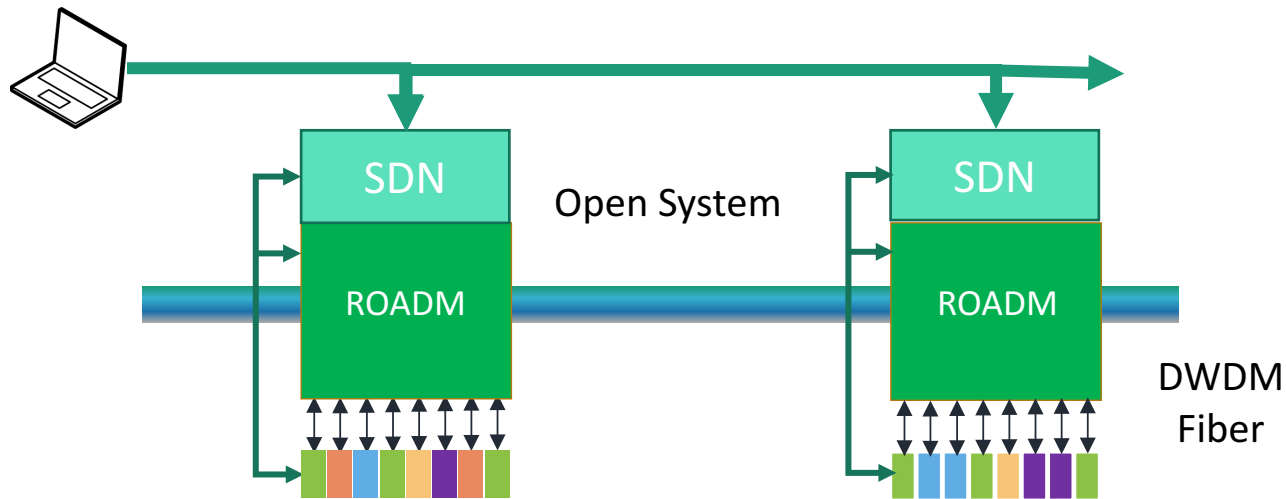 SDN
SDN
Open System
ROADM
ROADM
DWDM
Fiber